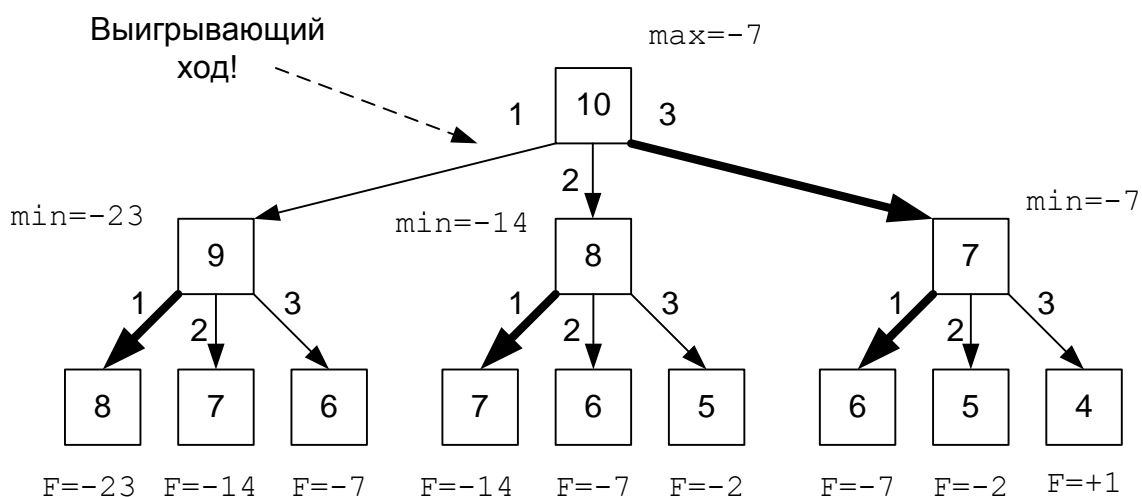 Выигрывающий
ход!
max=-7
1 10 3
2
min=-23 min=-14 min=-7
9 8 7
1 2 3 1 2 3 1 2 3
8 7 6 7 6 5 6 5 4
F=-23 F=-14 F=-7 F=-14 F=-7 F=-2 F=-7 F=-2 F=+1